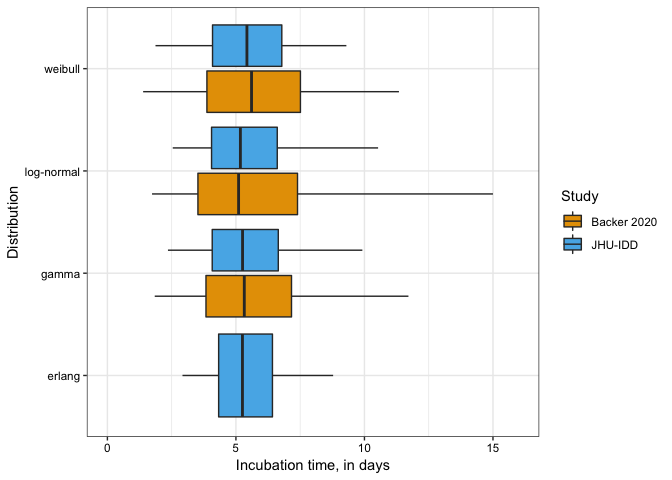 weibull
log-normal
gamma
erlang
Distribution
0
5
10
15
Incubation time, in days
Study
Backer 2020
JHU-IDD